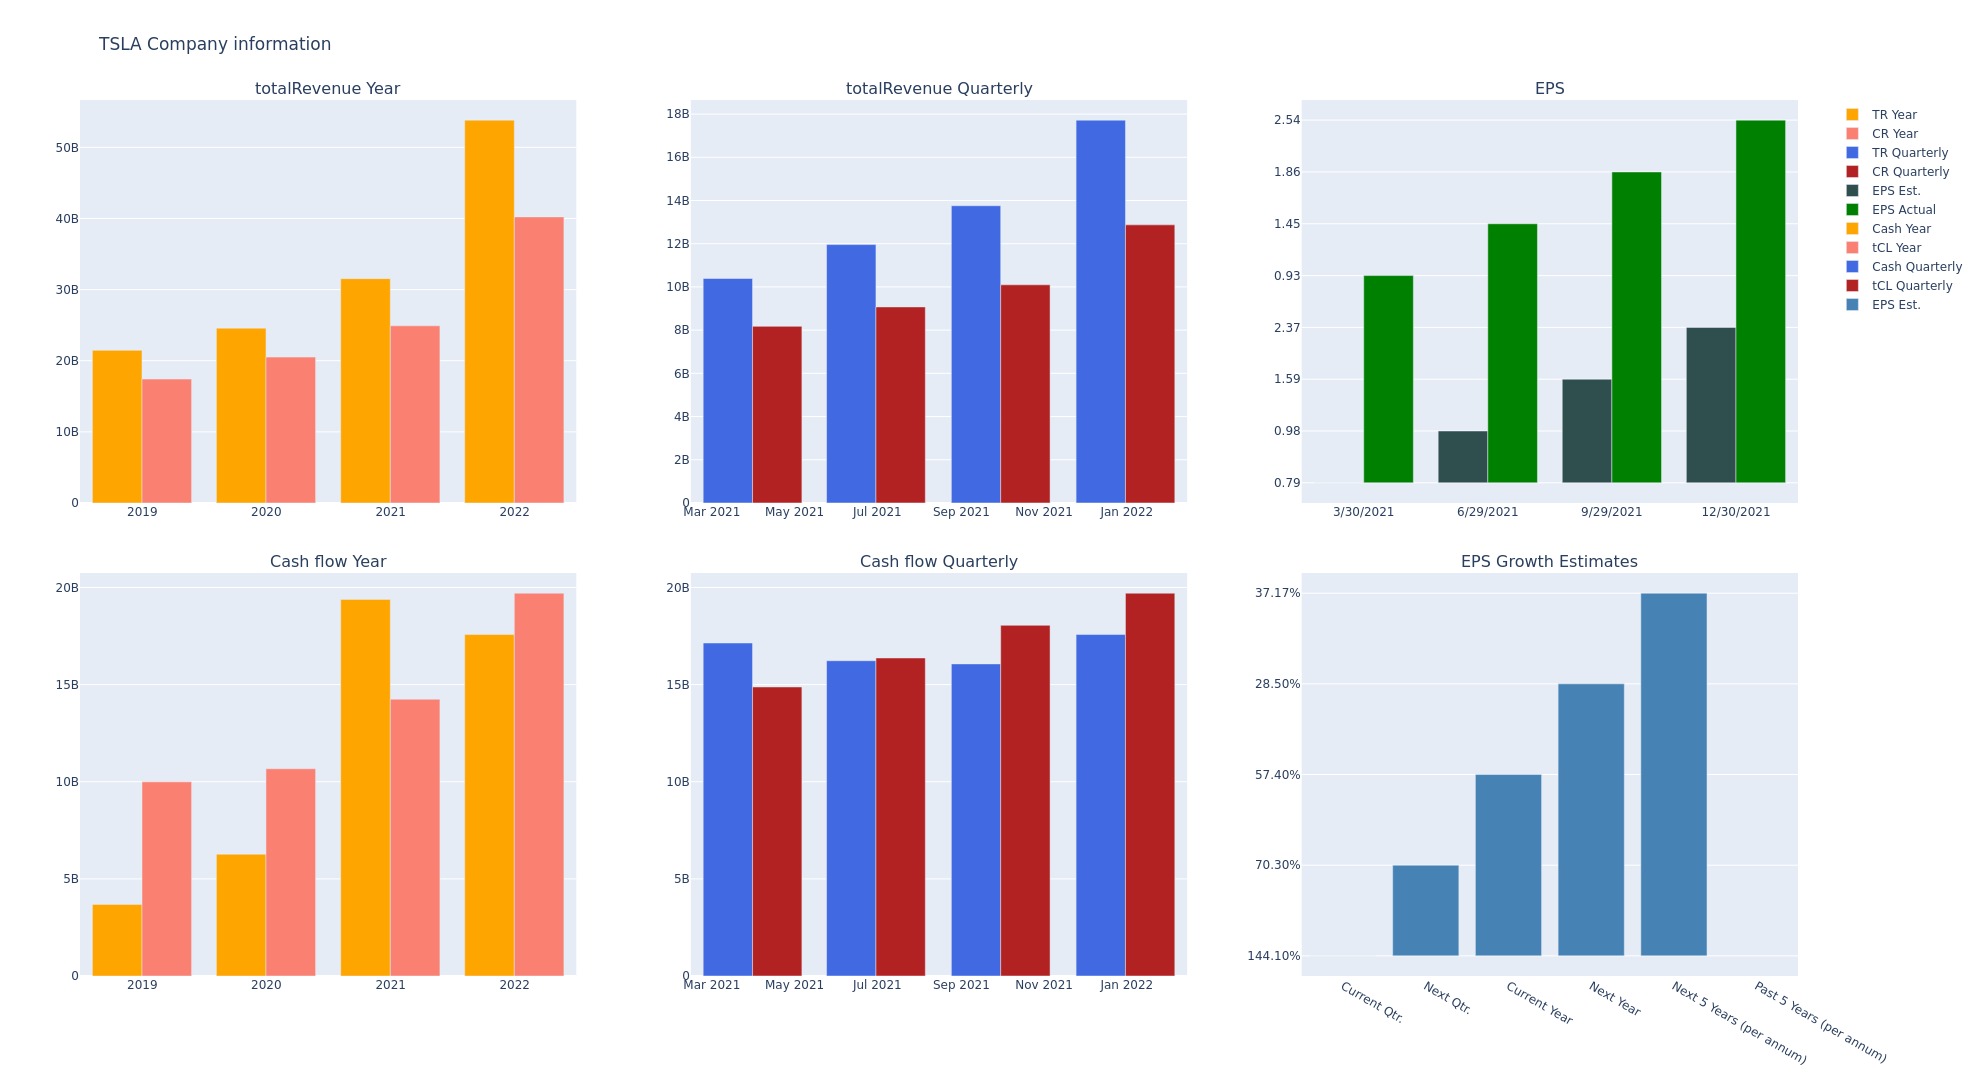 TSLA Company information
totalRevenue Year
50B
40B
30B
20B
10B
0
2019 2020 2021 2022
totalRevenue Quarterly
18B
16B
14B
12B
10B
8B
6B
4B
2B
0
Mar 2021 May 2021 Jul 2021 Sep 2021 Nov 2021 Jan 2022
EPS
2.54
1.86
1.45
0.93
2.37
1.59
0.98
0.79
3/30/2021 6/29/2021 9/29/2021 12/30/2021
TR Year
CR Year
TR Quarterly
CR Quarterly
EPS Est.
EPS Actual
Cash Year
tCL Year
Cash Quarterly
tCL Quarterly
EPS Est.
Cash flow Year
20B
15B
10B
5B
0
2019 2020 2021 2022
Cash flow Quarterly
20B
15B
10B
5B
0
Mar 2021 May 2021 Jul 2021 Sep 2021 Nov 2021 Jan 2022
EPS Growth Estimates
37.17%
28.50%
57.40%
70.30%
144.10%
Current Qtr.
Next Qtr.
Current Year
Next Year
Next 5 Years (per annum)
Past 5 Years (per annum)